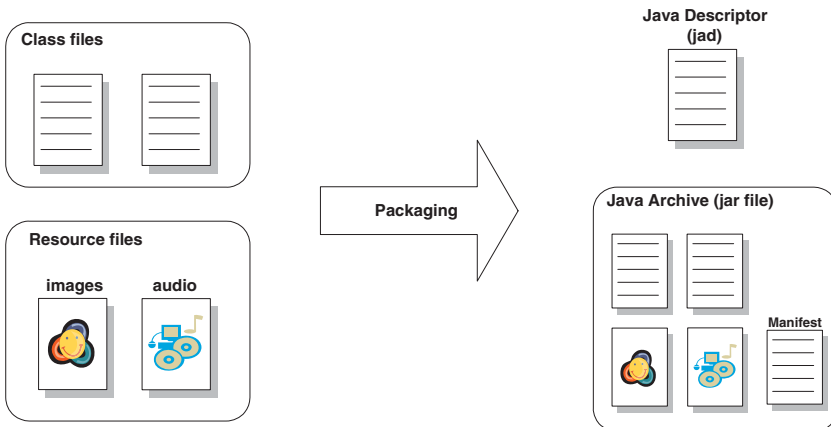 Class files
Resource files
images
audio
Packaging
Java Descriptor
(jad)
Java Archive (jar file)
Manifest